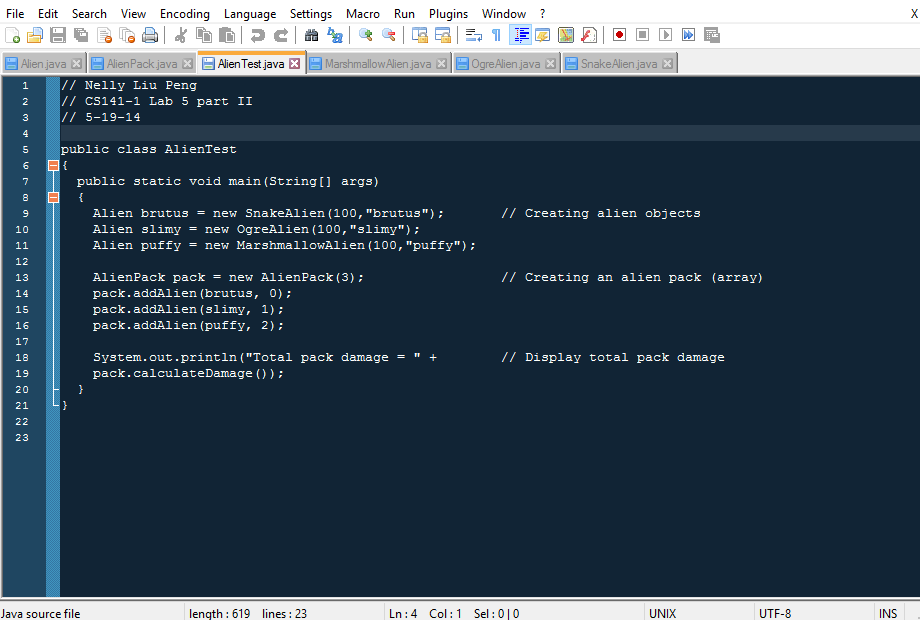 File Edit Search View Encoding Language Settings Macro Run Plugins Window ? X
Alien.java AlienPack.java AlienTest.java MarshmallowAlien.java OgreAlien.java SnakeAlien.java
1 // Nelly Liu Peng
2 // CS141-1 Lab 5 part II
3 // 5-19-14
4
5 public class AlienTest
6 {
7 public static void main(String[] args)
8 {
9 Alien brutus = new SnakeAlien(100,"brutus"); // Creating alien objects
10 Alien slimy = new OgreAlien(100,"slimy");
11 Alien puffy = new MarshmallowAlien(100,"puffy");
12
13 AlienPack pack = new AlienPack(3); // Creating an alien pack (array)
14 pack.addAlien(brutus, 0);
15 pack.addAlien(slimy, 1);
16 pack.addAlien(puffy, 2);
17
18 System.out.println("Total pack damage = " + // Display total pack damage
19 pack.calculateDamage());
20 }
21 }
22
23
Java source file length : 619 lines : 23 Ln : 4 Col : 1 Sel : 0 | 0 UNIX UTF-8 INS